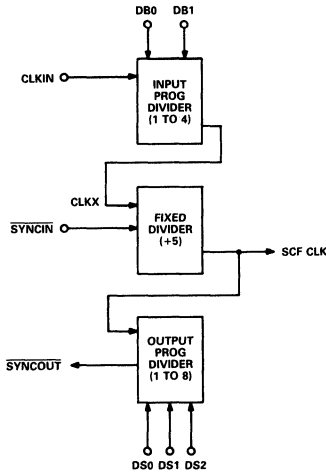 DB0 DB1
CLKIN
INPUT
PROG
DIVIDER
(1 TO 4)
CLKX
SYNCIN
FIXED
DIVIDER
(+5)
SCF CLK
OUTPUT
PROG
DIVIDER
(1 TO 8)
SYNCOUT
DS0 DS1 DS2